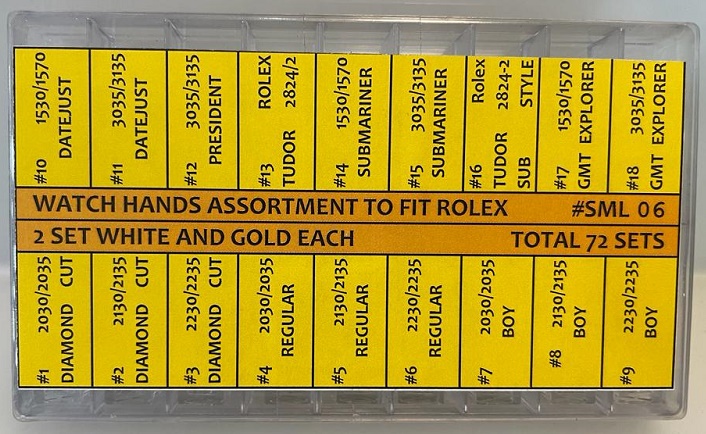 #10 1530/1570
DATEJUST
#11 3035/3135
DATEJUST
#12 3035/3135
PRESIDENT
#13 ROLEX
TUDOR 2824/2
#14 1530/1570
SUBMARINER
#15 3035/3135
SUBMARINER
#16 Rolex
TUDOR 2824-2
SUB STYLE
#17 1530/1570
GMT EXPLORER
#18 3035/3135
GMT EXPLORER
WATCH HANDS ASSORTMENT TO FIT ROLEX #SML 06
2 SET WHITE AND GOLD EACH TOTAL 72 SETS
#1 2030/2035
DIAMOND CUT
#2 2130/2135
DIAMOND CUT
#3 2230/2235
DIAMOND CUT
#4 2030/2035
REGULAR
#5 2130/2135
REGULAR
#6 2230/2235
REGULAR
#7 2030/2035
BOY
#8 2130/2135
BOY
#9 2230/2235
BOY